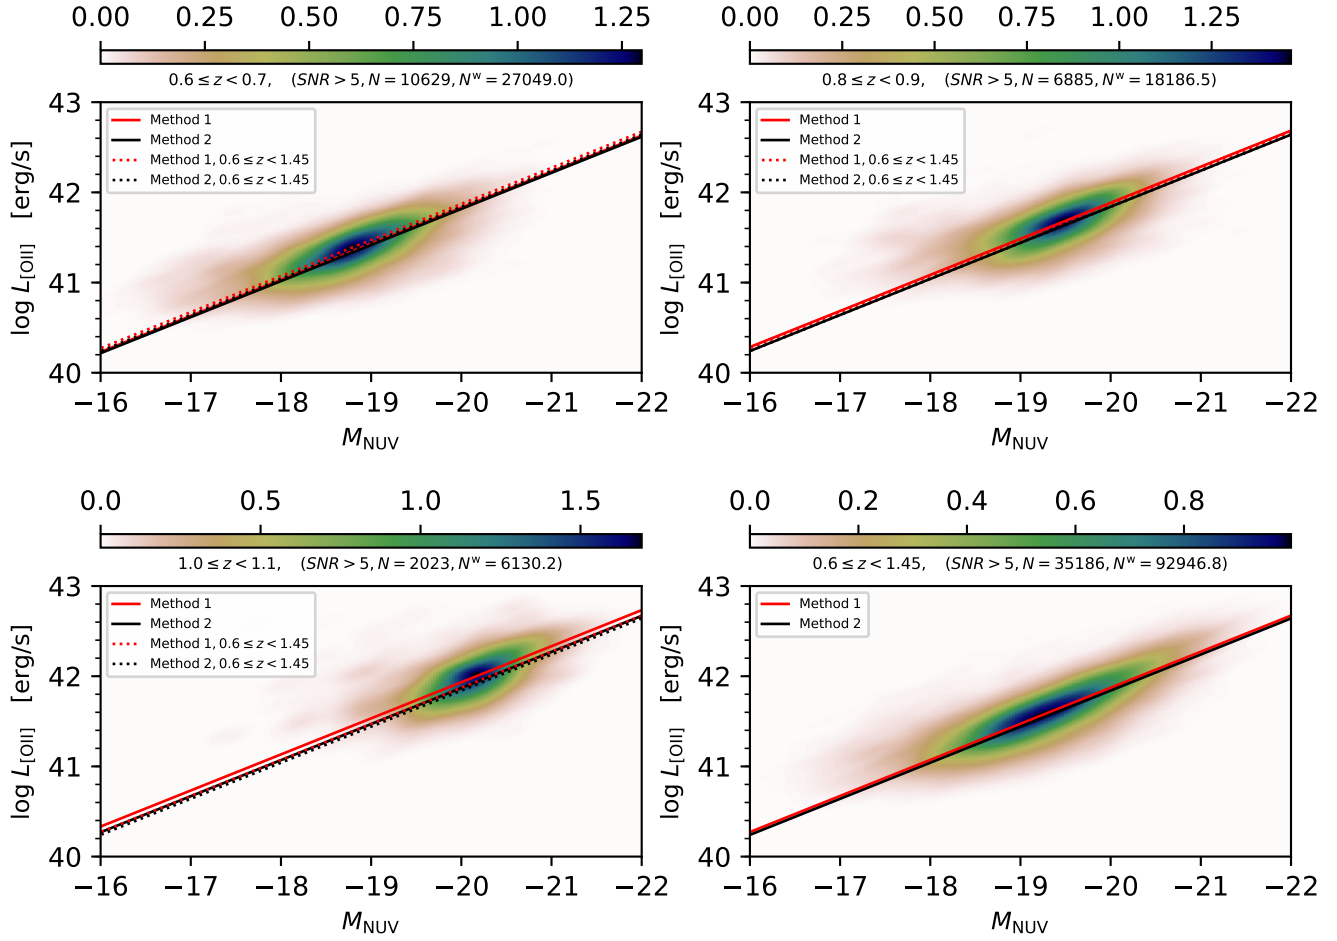 0.00 0.25 0.50 0.75 1.00 1.25
0.6 ≤ z < 0.7, (SNR > 5, N = 10629, Nʷ = 27049.0)
43
42
41
40
log L[OII] [erg/s]
Method 1
Method 2
Method 1, 0.6 ≤ z < 1.45
Method 2, 0.6 ≤ z < 1.45
−16 −17 −18 −19 −20 −21 −22
M_NUV
0.00 0.25 0.50 0.75 1.00 1.25
0.8 ≤ z < 0.9, (SNR > 5, N = 6885, Nʷ = 18186.5)
43
42
41
40
log L[OII] [erg/s]
Method 1
Method 2
Method 1, 0.6 ≤ z < 1.45
Method 2, 0.6 ≤ z < 1.45
−16 −17 −18 −19 −20 −21 −22
M_NUV
0.0 0.5 1.0 1.5
1.0 ≤ z < 1.1, (SNR > 5, N = 2023, Nʷ = 6130.2)
43
42
41
40
log L[OII] [erg/s]
Method 1
Method 2
Method 1, 0.6 ≤ z < 1.45
Method 2, 0.6 ≤ z < 1.45
−16 −17 −18 −19 −20 −21 −22
M_NUV
0.0 0.2 0.4 0.6 0.8
0.6 ≤ z < 1.45, (SNR > 5, N = 35186, Nʷ = 92946.8)
43
42
41
40
log L[OII] [erg/s]
Method 1
Method 2
−16 −17 −18 −19 −20 −21 −22
M_NUV